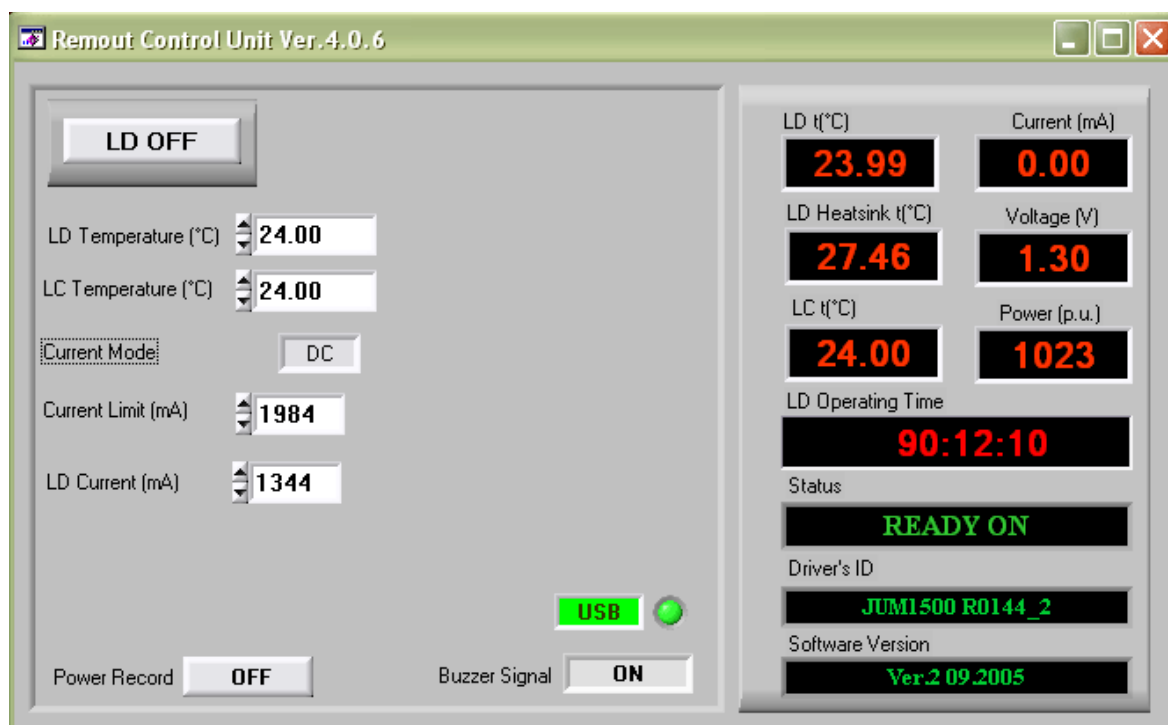 Remout Control Unit Ver.4.0.6
LD OFF
LD Temperature (°C) 24.00
LC Temperature (°C) 24.00
Current Mode DC
Current Limit (mA) 1984
LD Current (mA) 1344
USB
Power Record OFF
Buzzer Signal ON
LD t(°C) Current (mA)
23.99 0.00
LD Heatsink t(°C) Voltage (V)
27.46 1.30
LC t(°C) Power (p.u.)
24.00 1023
LD Operating Time
90:12:10
Status
READY ON
Driver's ID
JUM1500 R0144_2
Software Version
Ver.2 09.2005